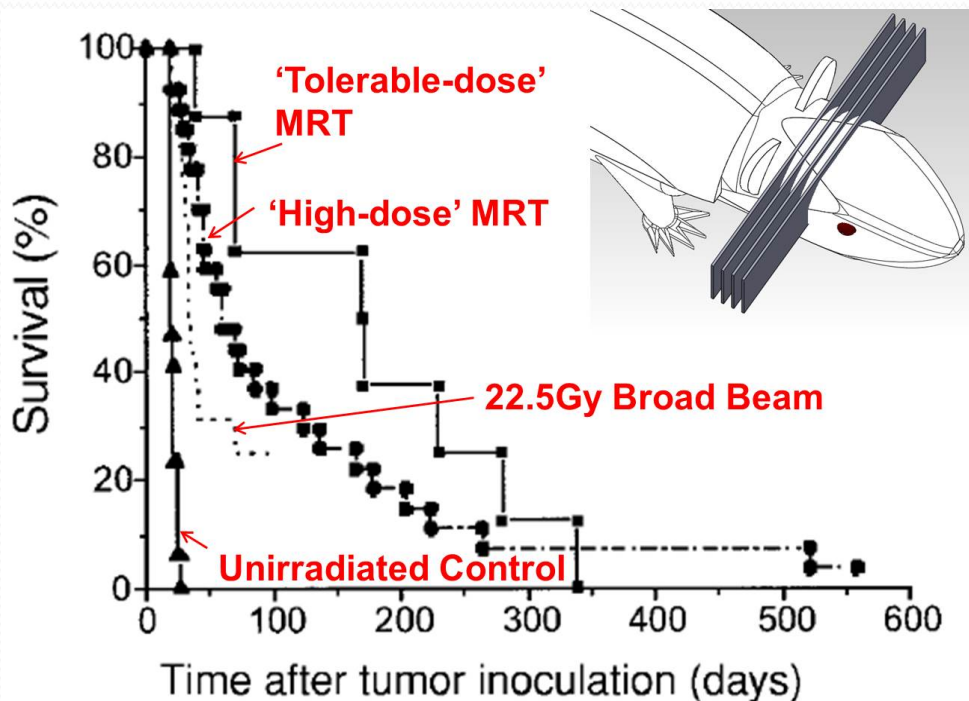 100
80
60
40
20
0
Survival (%)
0 100 200 300 400 500 600
Time after tumor inoculation (days)
‘Tolerable-dose’
MRT
‘High-dose’ MRT
22.5Gy Broad Beam
Unirradiated Control